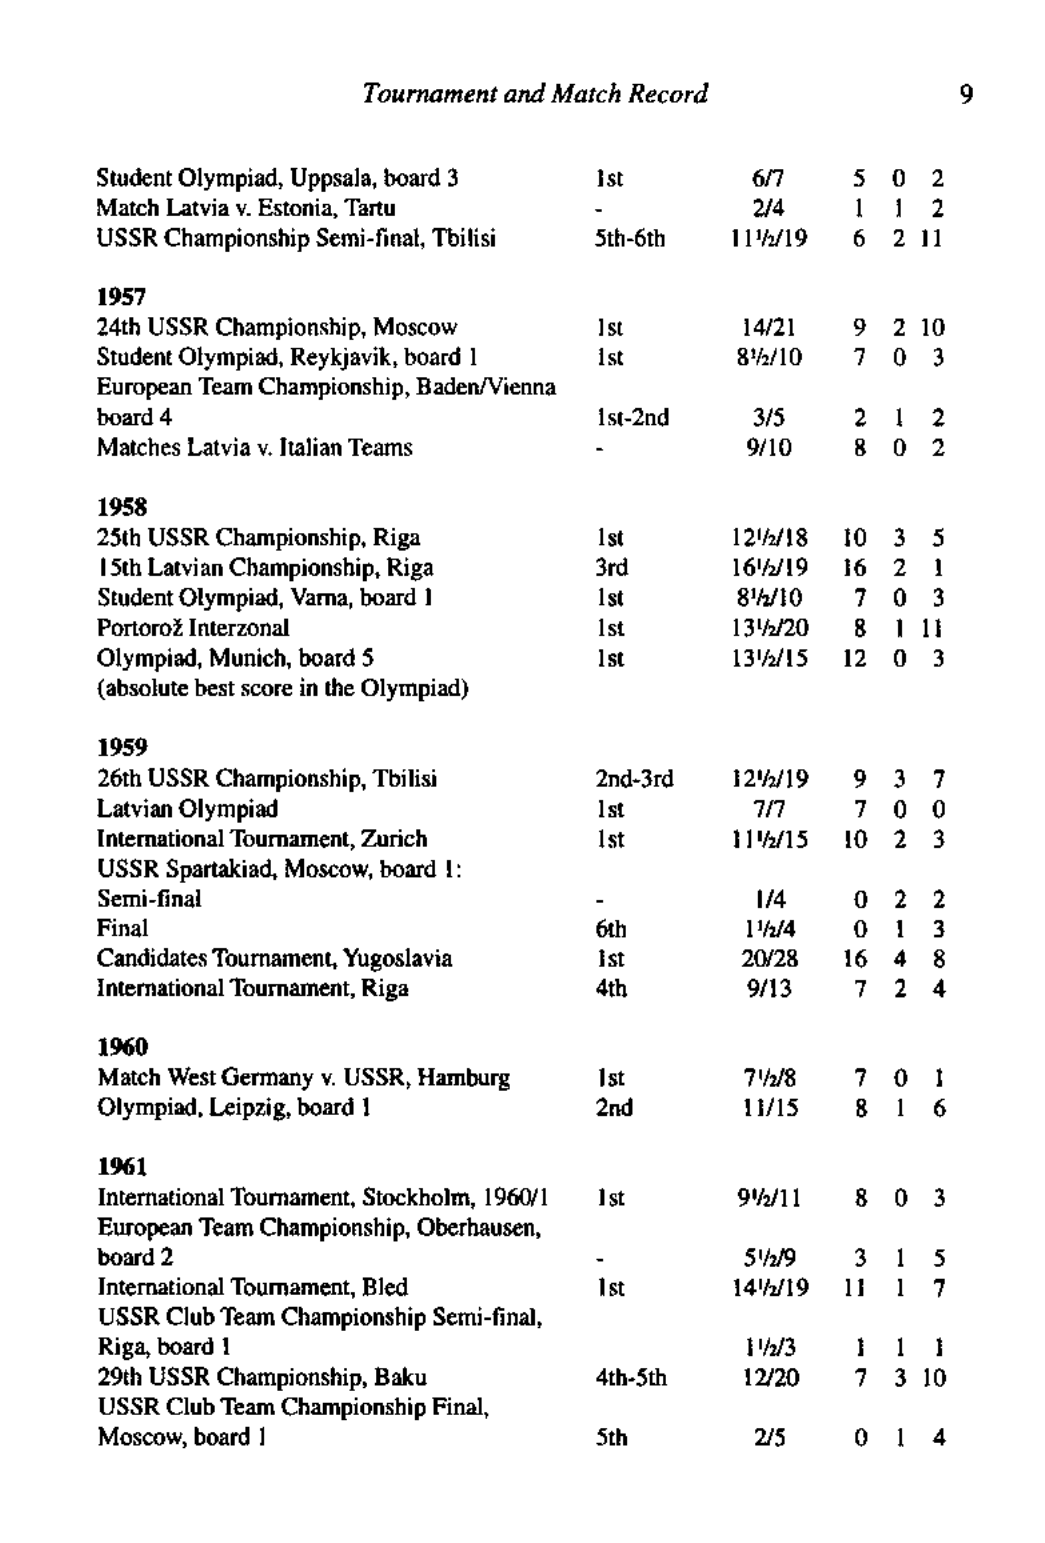 Tournament and Match Record 9
Student Olympiad, Uppsala, board 3 1st 6/7 5 0 2
Match Latvia v. Estonia, Tartu - 2/4 1 1 2
USSR Championship Semi-final, Tbilisi 5th-6th 11½/19 6 2 11
1957
24th USSR Championship, Moscow 1st 14/21 9 2 10
Student Olympiad, Reykjavik, board 1 1st 8½/10 7 0 3
European Team Championship, Baden/Vienna
board 4 1st-2nd 3/5 2 1 2
Matches Latvia v. Italian Teams - 9/10 8 0 2
1958
25th USSR Championship, Riga 1st 12½/18 10 3 5
15th Latvian Championship, Riga 3rd 16½/19 16 2 1
Student Olympiad, Varna, board 1 1st 8½/10 7 0 3
Portorož Interzonal 1st 13½/20 8 1 11
Olympiad, Munich, board 5 1st 13½/15 12 0 3
(absolute best score in the Olympiad)
1959
26th USSR Championship, Tbilisi 2nd-3rd 12½/19 9 3 7
Latvian Olympiad 1st 7/7 7 0 0
International Tournament, Zurich 1st 11½/15 10 2 3
USSR Spartakiad, Moscow, board 1:
Semi-final - 1/4 0 2 2
Final 6th 1½/4 0 1 3
Candidates Tournament, Yugoslavia 1st 20/28 16 4 8
International Tournament, Riga 4th 9/13 7 2 4
1960
Match West Germany v. USSR, Hamburg 1st 7½/8 7 0 1
Olympiad, Leipzig, board 1 2nd 11/15 8 1 6
1961
International Tournament, Stockholm, 1960/1 1st 9½/11 8 0 3
European Team Championship, Oberhausen,
board 2 - 5½/9 3 1 5
International Tournament, Bled 1st 14½/19 11 1 7
USSR Club Team Championship Semi-final,
Riga, board 1 1½/3 1 1 1
29th USSR Championship, Baku 4th-5th 12/20 7 3 10
USSR Club Team Championship Final,
Moscow, board 1 5th 2/5 0 1 4